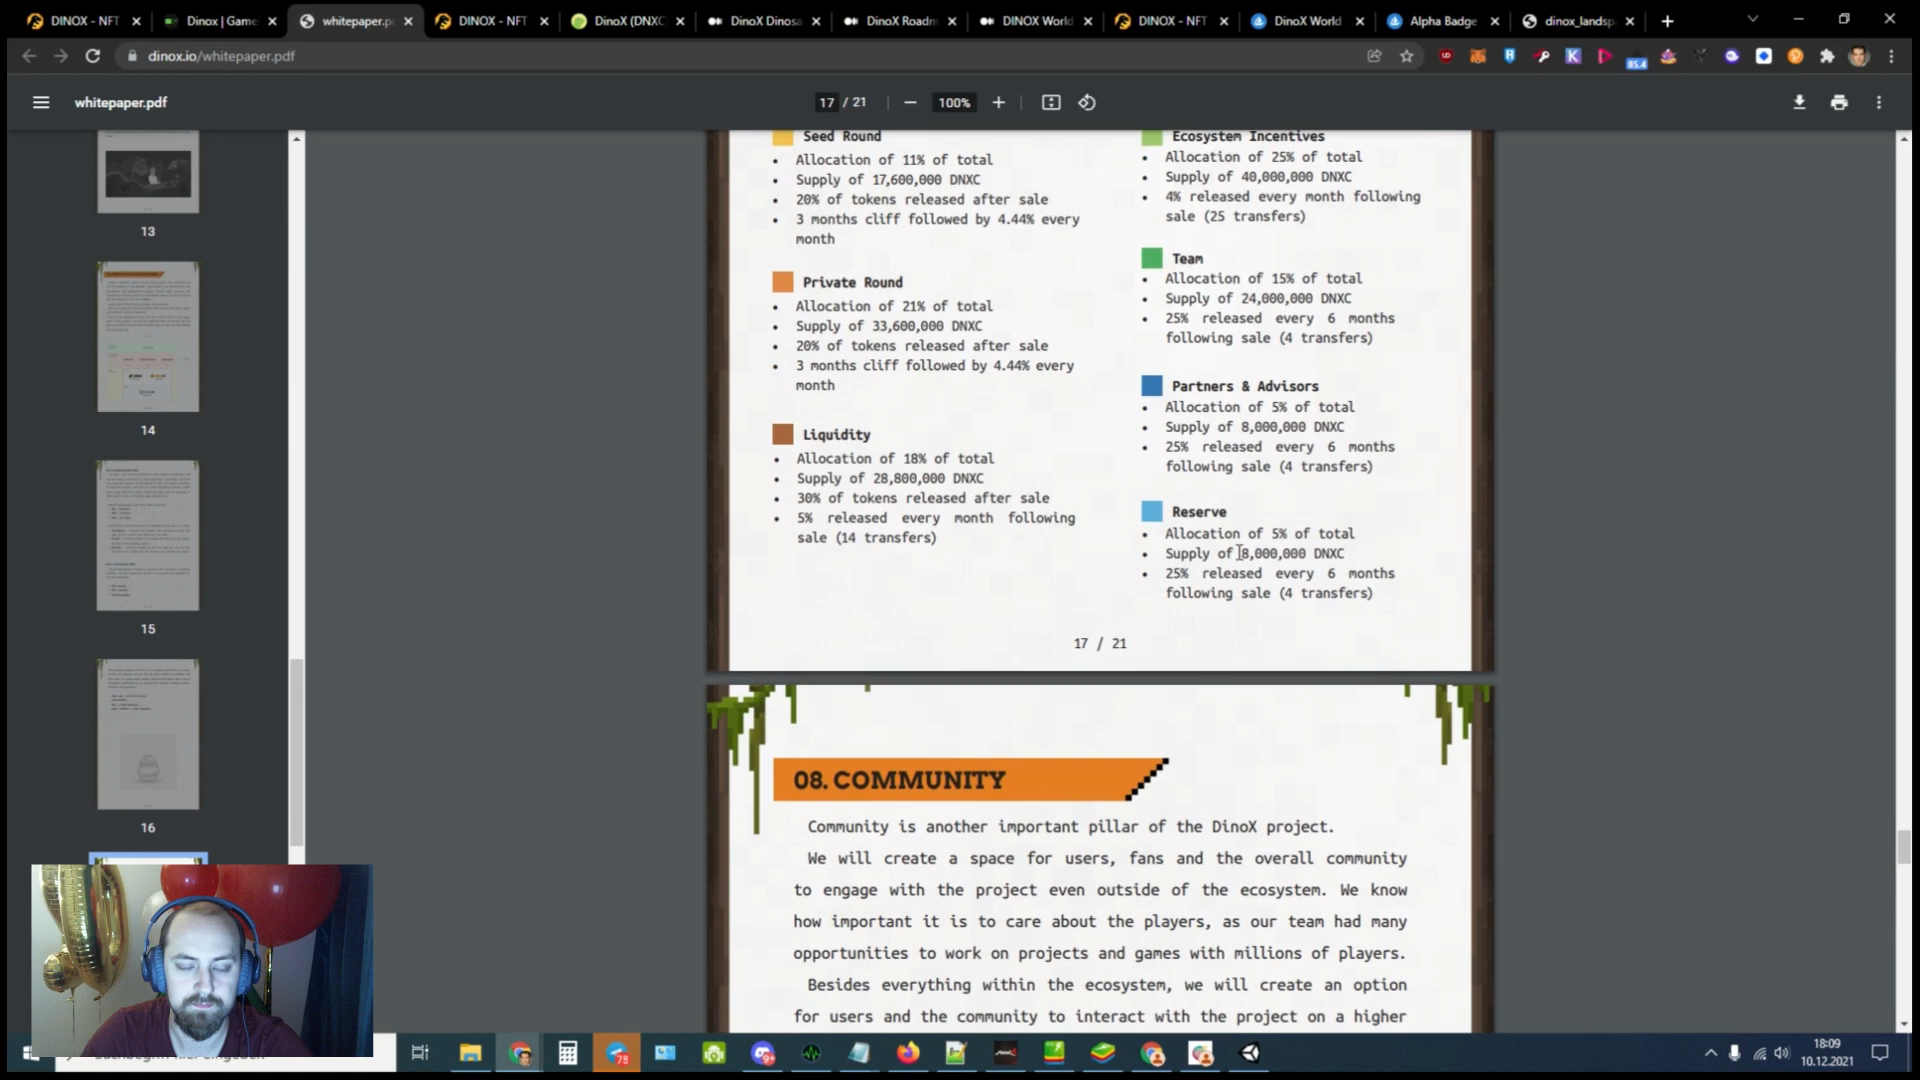 DINOX - NFT
Dinox | Game
whitepaper.p
DINOX - NFT
DinoX (DNXC
DinoX Dinosa
DinoX Roadm
DINOX World
DINOX - NFT
DinoX World
Alpha Badge
dinox_landsp
dinox.io/whitepaper.pdf
85.4
whitepaper.pdf
17 / 21
100%
13
14
15
16
Seed Round
• Allocation of 11% of total
• Supply of 17,600,000 DNXC
• 20% of tokens released after sale
• 3 months cliff followed by 4.44% every
month
Private Round
• Allocation of 21% of total
• Supply of 33,600,000 DNXC
• 20% of tokens released after sale
• 3 months cliff followed by 4.44% every
month
Liquidity
• Allocation of 18% of total
• Supply of 28,800,000 DNXC
• 30% of tokens released after sale
• 5% released every month following
sale (14 transfers)
Ecosystem Incentives
• Allocation of 25% of total
• Supply of 40,000,000 DNXC
• 4% released every month following
sale (25 transfers)
Team
• Allocation of 15% of total
• Supply of 24,000,000 DNXC
• 25% released every 6 months
following sale (4 transfers)
Partners & Advisors
• Allocation of 5% of total
• Supply of 8,000,000 DNXC
• 25% released every 6 months
following sale (4 transfers)
Reserve
• Allocation of 5% of total
• Supply of 8,000,000 DNXC
• 25% released every 6 months
following sale (4 transfers)
17 / 21
08. COMMUNITY
Community is another important pillar of the DinoX project.
We will create a space for users, fans and the overall community
to engage with the project even outside of the ecosystem. We know
how important it is to care about the players, as our team had many
opportunities to work on projects and games with millions of players.
Besides everything within the ecosystem, we will create an option
for users and the community to interact with the project on a higher
78
18:09
10.12.2021